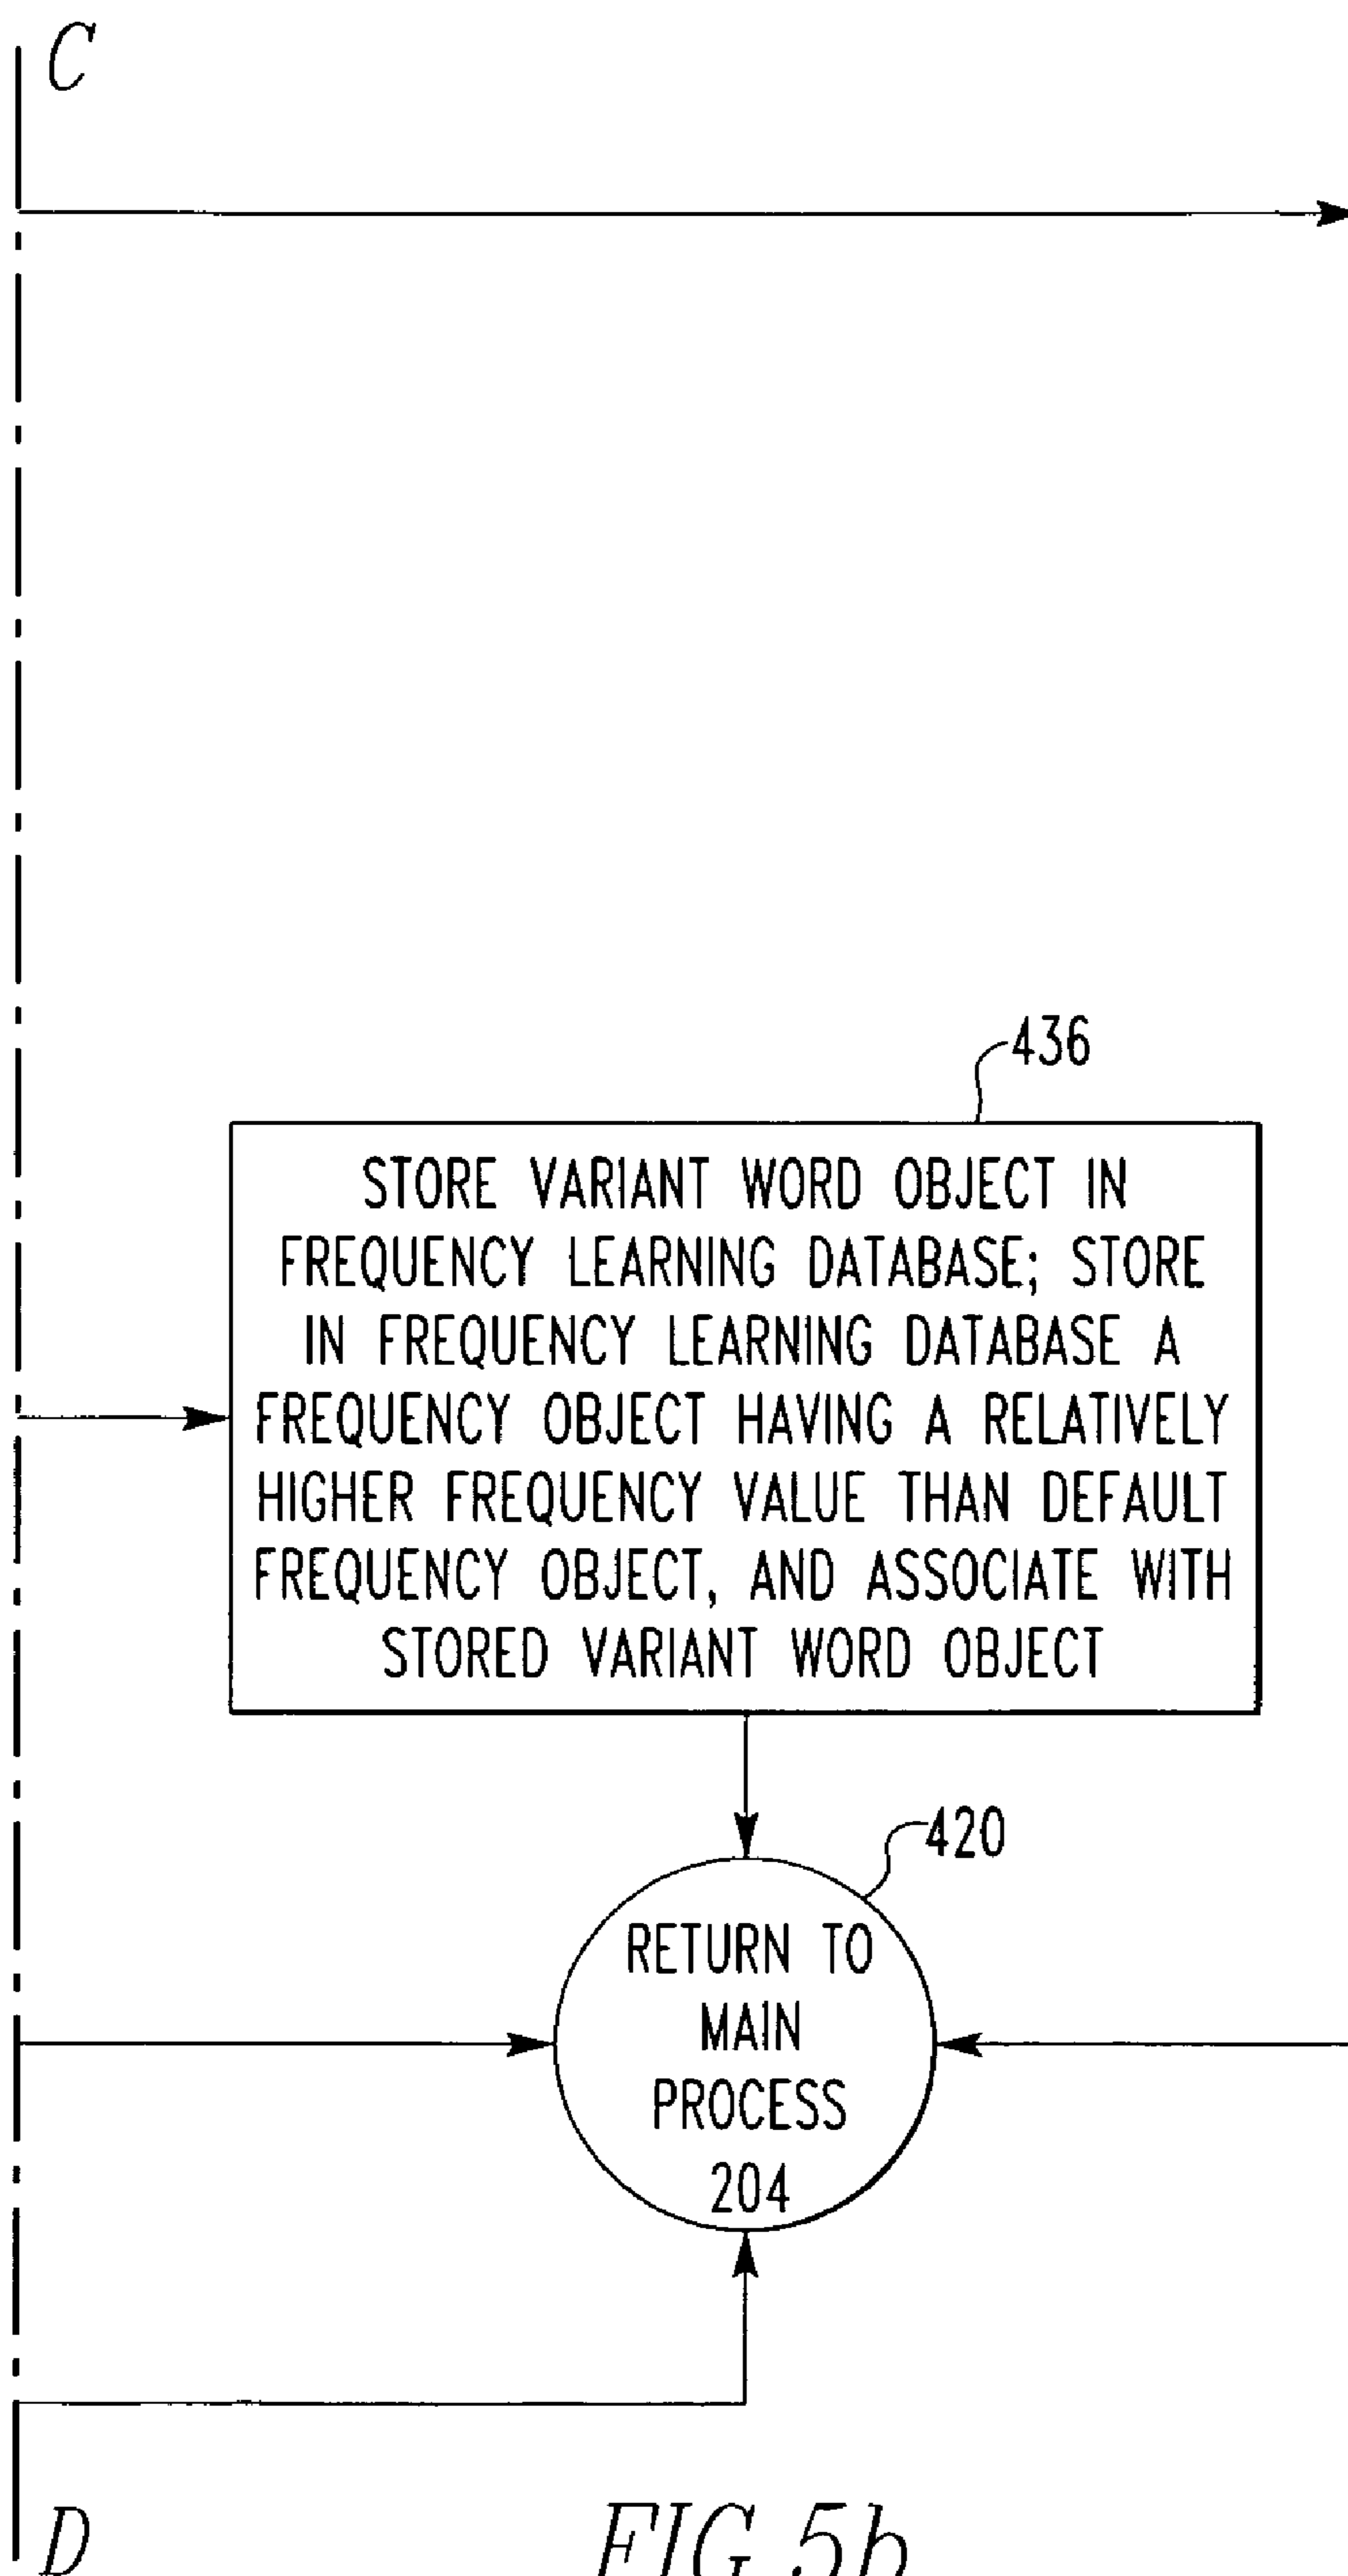 C
436
STORE VARIANT WORD OBJECT IN
FREQUENCY LEARNING DATABASE; STORE
IN FREQUENCY LEARNING DATABASE A
FREQUENCY OBJECT HAVING A RELATIVELY
HIGHER FREQUENCY VALUE THAN DEFAULT
FREQUENCY OBJECT, AND ASSOCIATE WITH
STORED VARIANT WORD OBJECT
420
RETURN TO
MAIN
PROCESS
204
D
FIG.5b